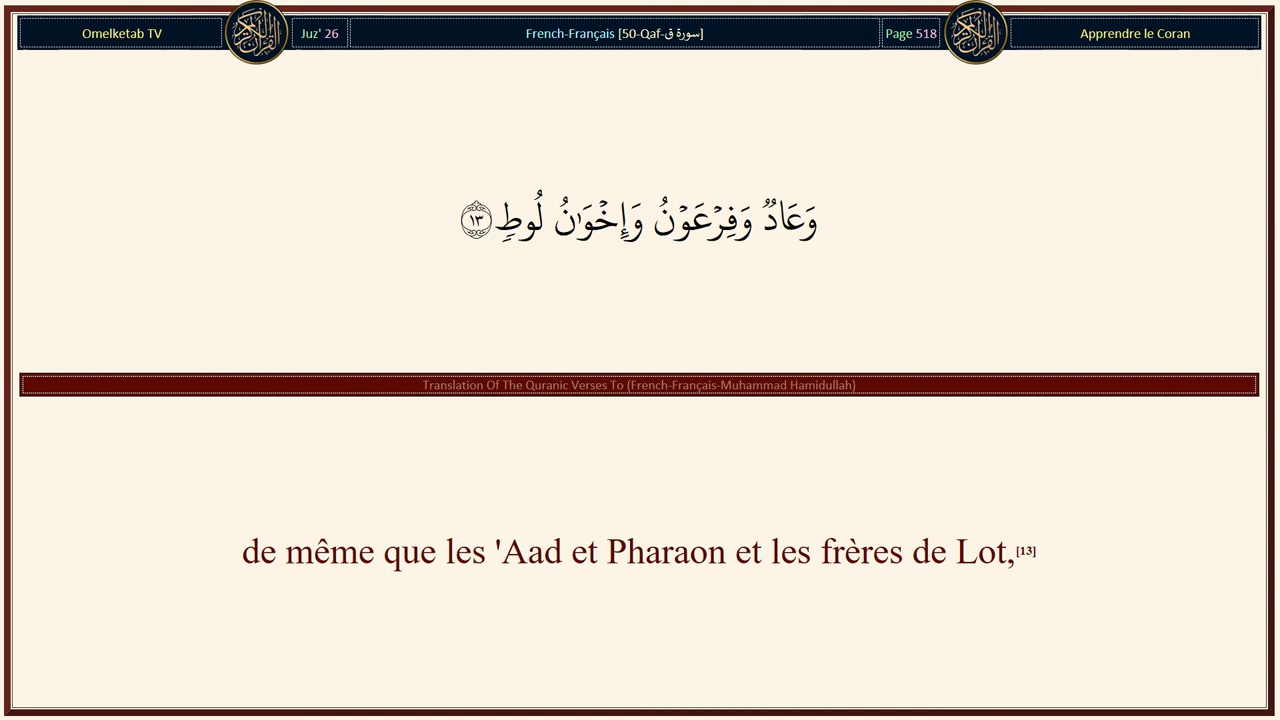 Omelketab TV
Juz' 26
French-Français [50-Qaf-سورة ق]
Page 518
Apprendre le Coran
وَعَادٌ وَفِرْعَوْنُ وَإِخْوَٰنُ لُوطٍ ١٣
Translation Of The Quranic Verses To (French-Français-Muhammad Hamidullah)
de même que les 'Aad et Pharaon et les frères de Lot,[13]